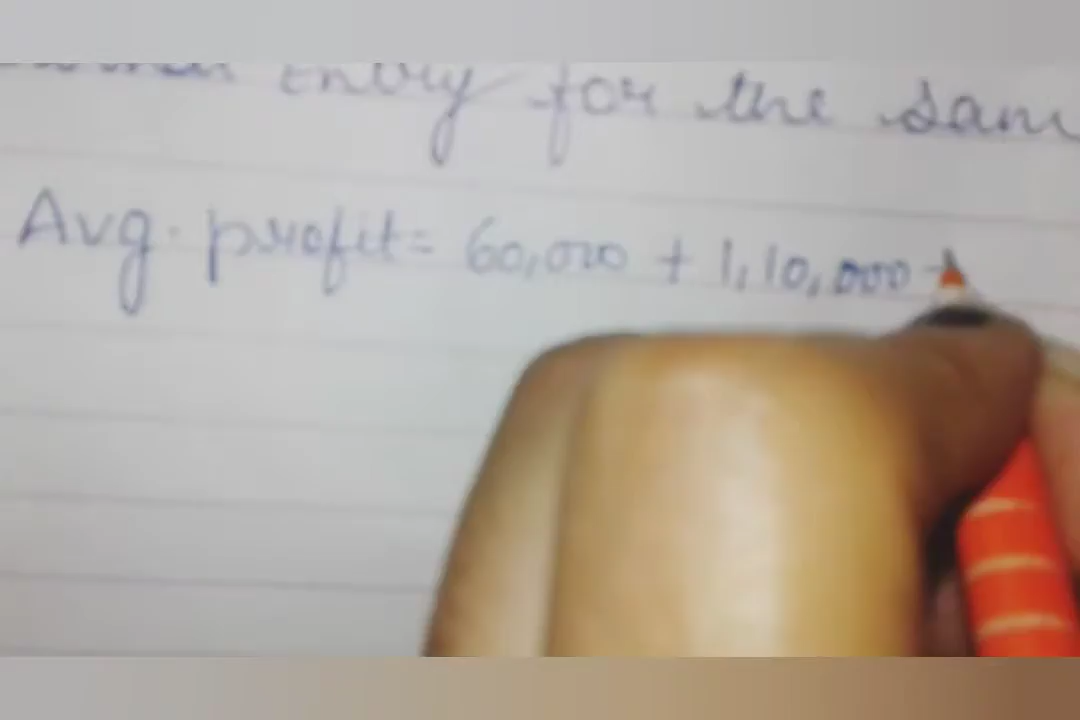 Entry for the sam
Avg. profit = 60,000 + 1,10,000 +